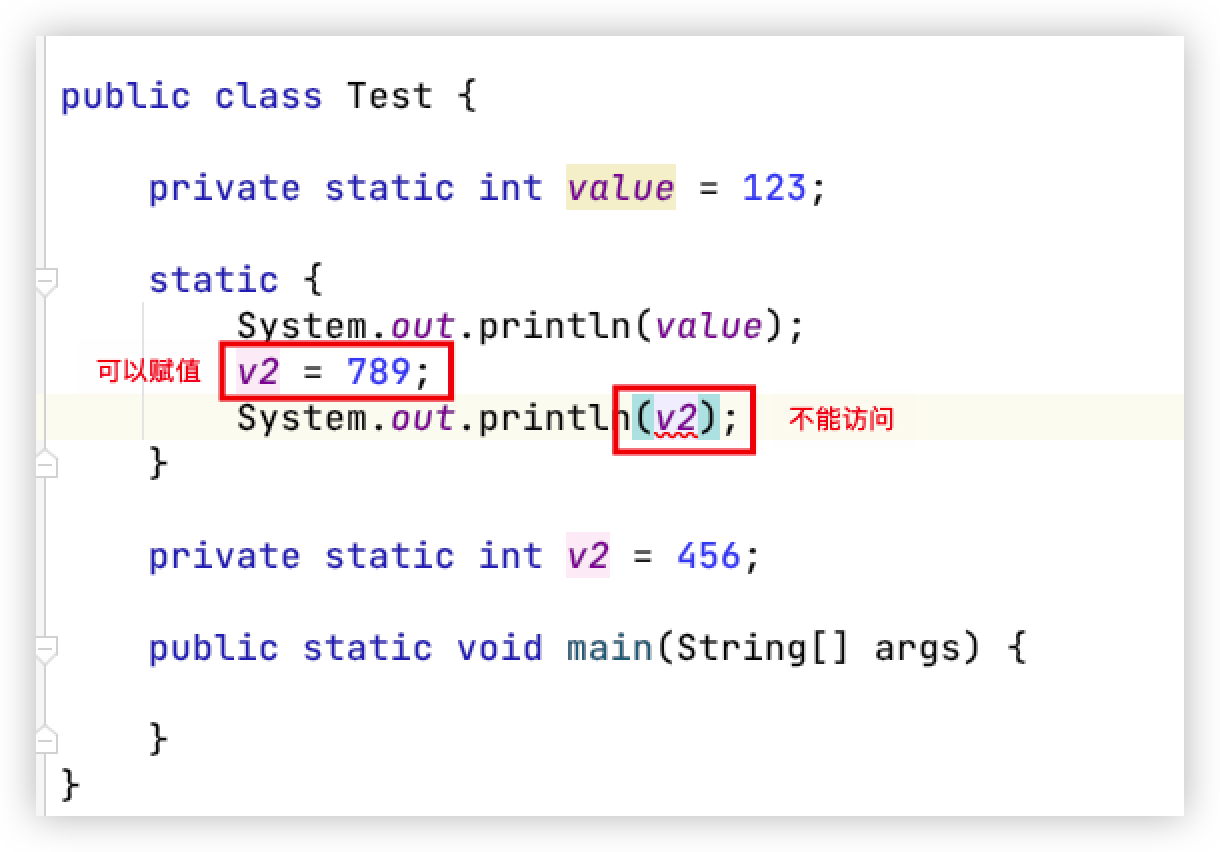 public class Test {
private static int value = 123;
static {
System.out.println(value);
可以赋值 v2 = 789;
System.out.println(v2); 不能访问
}
private static int v2 = 456;
public static void main(String[] args) {
}
}